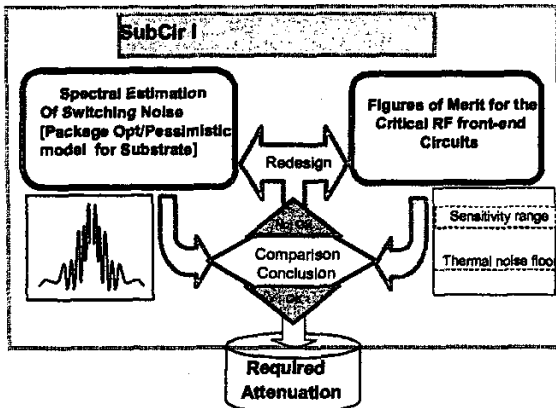 SubCir I
Spectral Estimation
Of Switching Noise
[Package Opt/Pessimistic
model for Substrate]
Figures of Merit for the
Critical RF front-end
Circuits
Redesign
Sensitivity range
Comparison
Conclusion
Thermal noise floo
Required
Attenuation